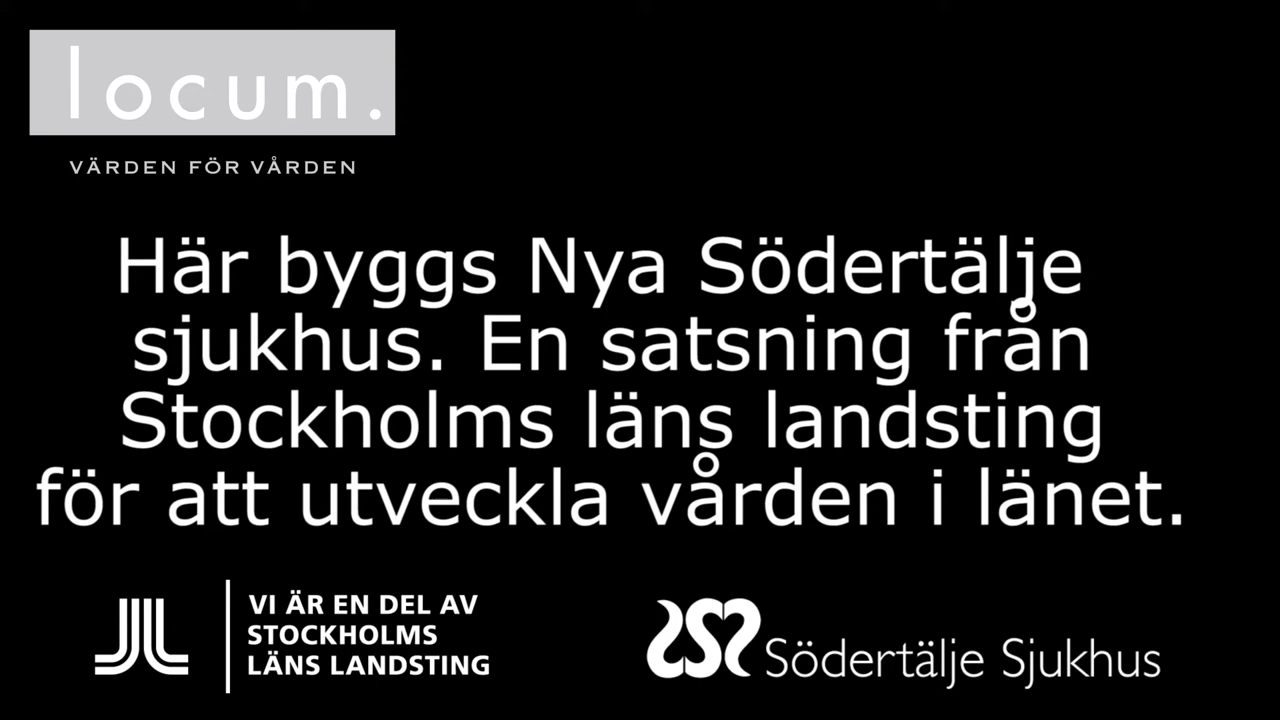 locum.
VÄRDEN FÖR VÅRDEN
Här byggs Nya Södertälje
sjukhus. En satsning från
Stockholms läns landsting
för att utveckla vården i länet.
VI ÄR EN DEL AV
STOCKHOLMS
LÄNS LANDSTING
Södertälje Sjukhus